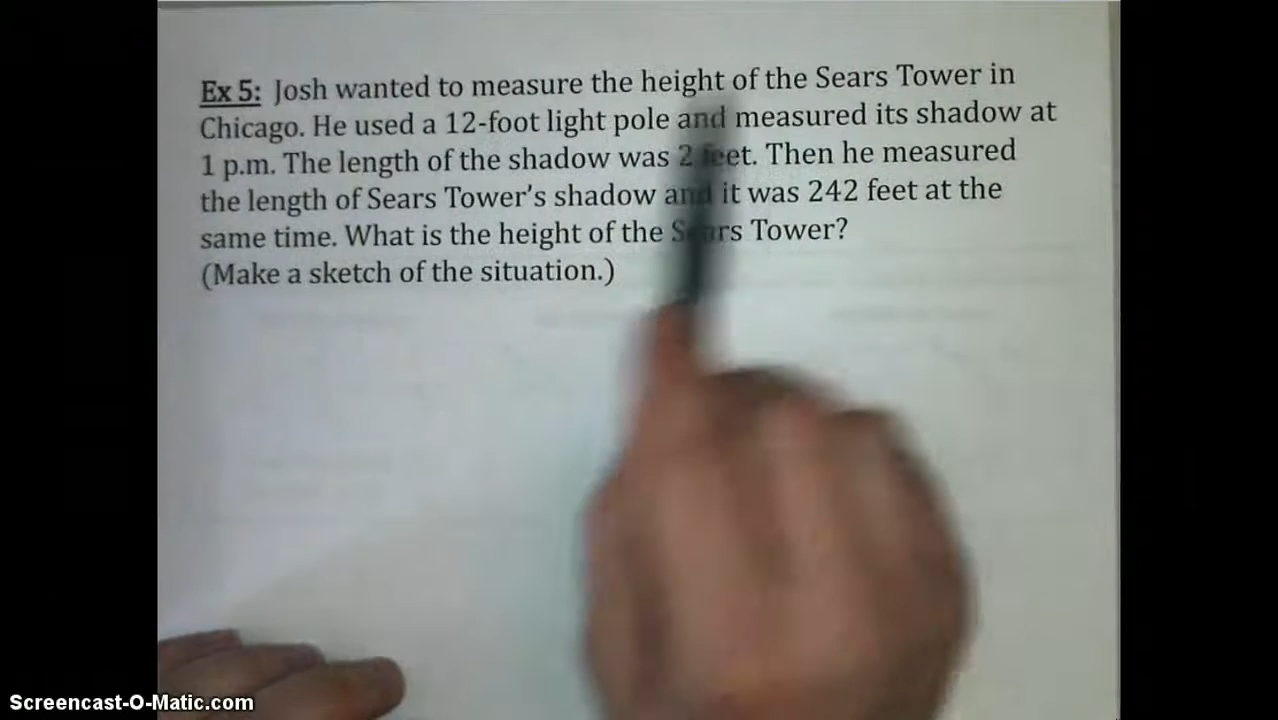 Ex 5: Josh wanted to measure the height of the Sears Tower in
Chicago. He used a 12-foot light pole and measured its shadow at
1 p.m. The length of the shadow was 2 feet. Then he measured
the length of Sears Tower's shadow and it was 242 feet at the
same time. What is the height of the Sears Tower?
(Make a sketch of the situation.)
Screencast-O-Matic.com